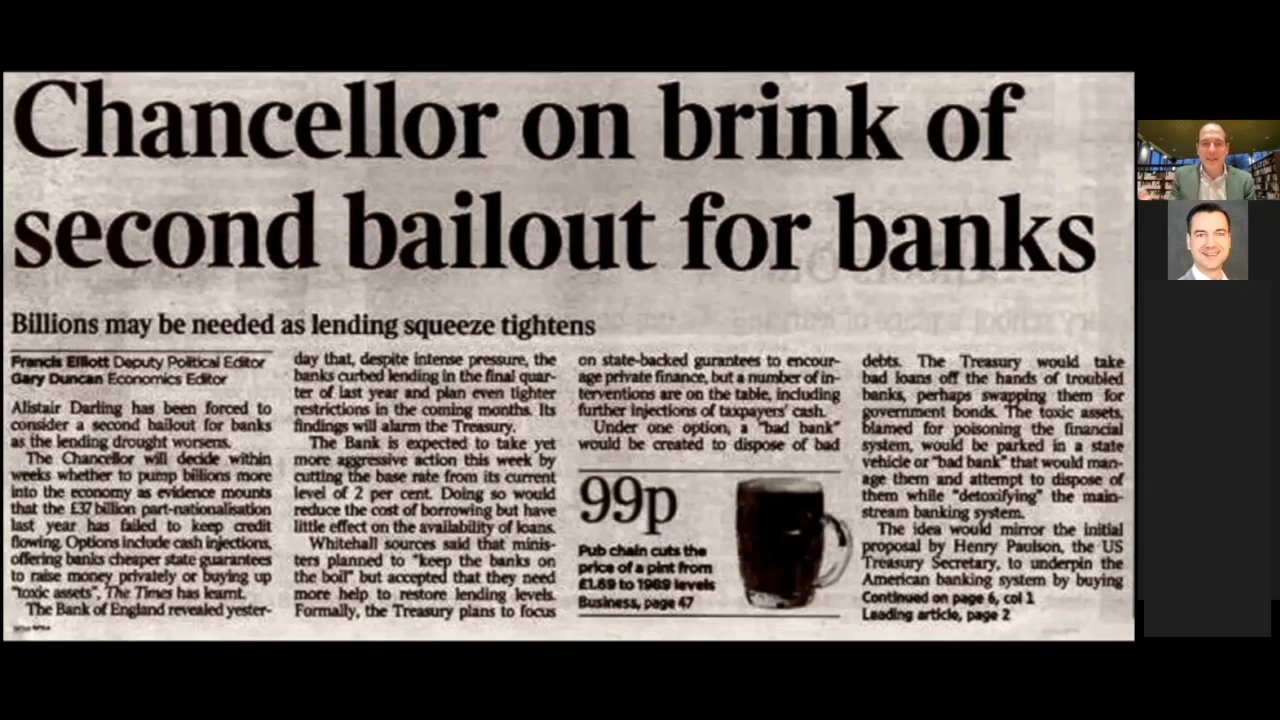 Chancellor on brink of
second bailout for banks
Billions may be needed as lending squeeze tightens
Francis Elliott Deputy Political Editor
Gary Duncan Economics Editor
Alistair Darling has been forced to
consider a second bailout for banks
as the lending drought worsens.
The Chancellor will decide within
weeks whether to pump billions more
into the economy as evidence mounts
that the £37 billion part-nationalisation
last year has failed to keep credit
flowing. Options include cash injections,
offering banks cheaper state guarantees
to raise money privately or buying up
"toxic assets", The Times has learnt.
The Bank of England revealed yester-
day that, despite intense pressure, the
banks curbed lending in the final quar-
ter of last year and plan even tighter
restrictions in the coming months. Its
findings will alarm the Treasury.
The Bank is expected to take yet
more aggressive action this week by
cutting the base rate from its current
level of 2 per cent. Doing so would
reduce the cost of borrowing but have
little effect on the availability of loans.
Whitehall sources said that minis-
ters planned to "keep the banks on
the boil" but accepted that they need
more help to restore lending levels.
Formally, the Treasury plans to focus
on state-backed gurantees to encour-
age private finance, but a number of in-
terventions are on the table, including
further injections of taxpayers' cash.
Under one option, a "bad bank"
would be created to dispose of bad
99p
Pub chain cuts the
price of a pint from
£1.69 to 1989 levels
Business, page 47
debts. The Treasury would take
bad loans off the hands of troubled
banks, perhaps swapping them for
government bonds. The toxic assets,
blamed for poisoning the financial
system, would be parked in a state
vehicle or "bad bank" that would man-
age them and attempt to dispose of
them while "detoxifying" the main-
stream banking system.
The idea would mirror the initial
proposal by Henry Paulson, the US
Treasury Secretary, to underpin the
American banking system by buying
Continued on page 6, col 1
Leading article, page 2